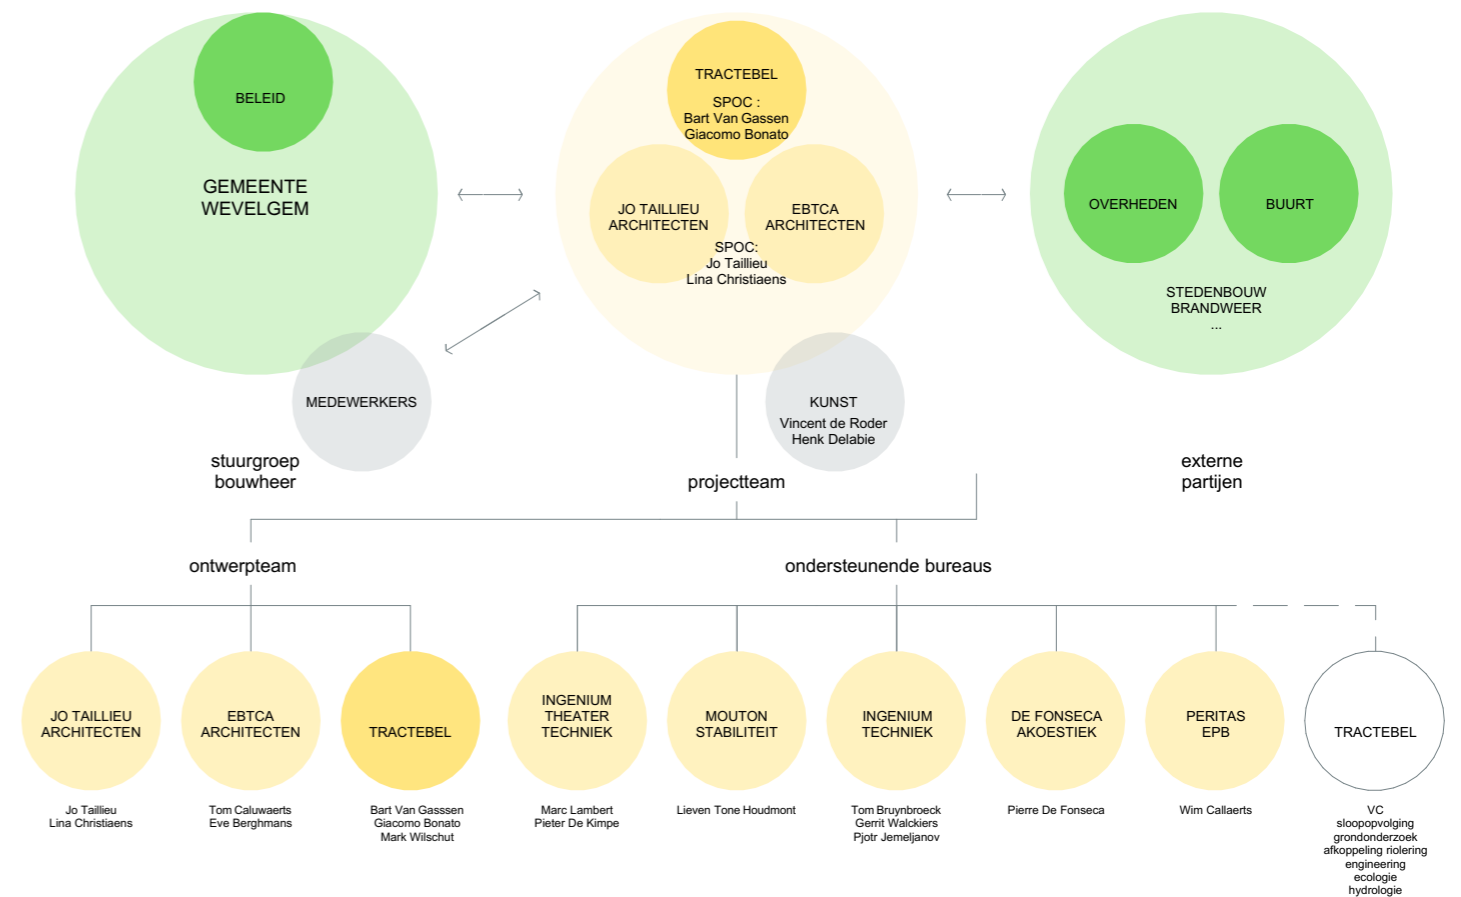 BELEID
GEMEENTE
WEVELGEM
MEDEWERKERS
stuurgroep
bouwheer
TRACTEBEL
SPOC :
Bart Van Gassen
Giacomo Bonato
JO TAILLIEU
ARCHITECTEN
EBTCA
ARCHITECTEN
SPOC:
Jo Taillieu
Lina Christiaens
KUNST
Vincent de Roder
Henk Delabie
projectteam
OVERHEDEN
BUURT
STEDENBOUW
BRANDWEER
...
externe
partijen
ontwerpteam
ondersteunende bureaus
JO TAILLIEU
ARCHITECTEN
Jo Taillieu
Lina Christiaens
EBTCA
ARCHITECTEN
Tom Caluwaerts
Eve Berghmans
TRACTEBEL
Bart Van Gasssen
Giacomo Bonato
Mark Wilschut
INGENIUM
THEATER
TECHNIEK
Marc Lambert
Pieter De Kimpe
MOUTON
STABILITEIT
Lieven Tone Houdmont
INGENIUM
TECHNIEK
Tom Bruynbroeck
Gerrit Walckiers
Pjotr Jemeljanov
DE FONSECA
AKOESTIEK
Pierre De Fonseca
PERITAS
EPB
Wim Callaerts
TRACTEBEL
VC
sloopopvolging
grondonderzoek
afkoppeling riolering
engineering
ecologie
hydrologie